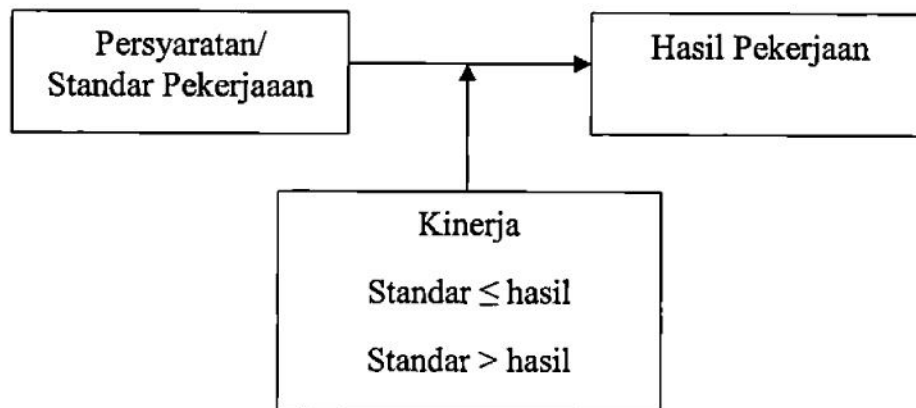 Persyaratan/
Standar Pekerjaaan
Hasil Pekerjaan
Kinerja
Standar ≤ hasil
Standar > hasil